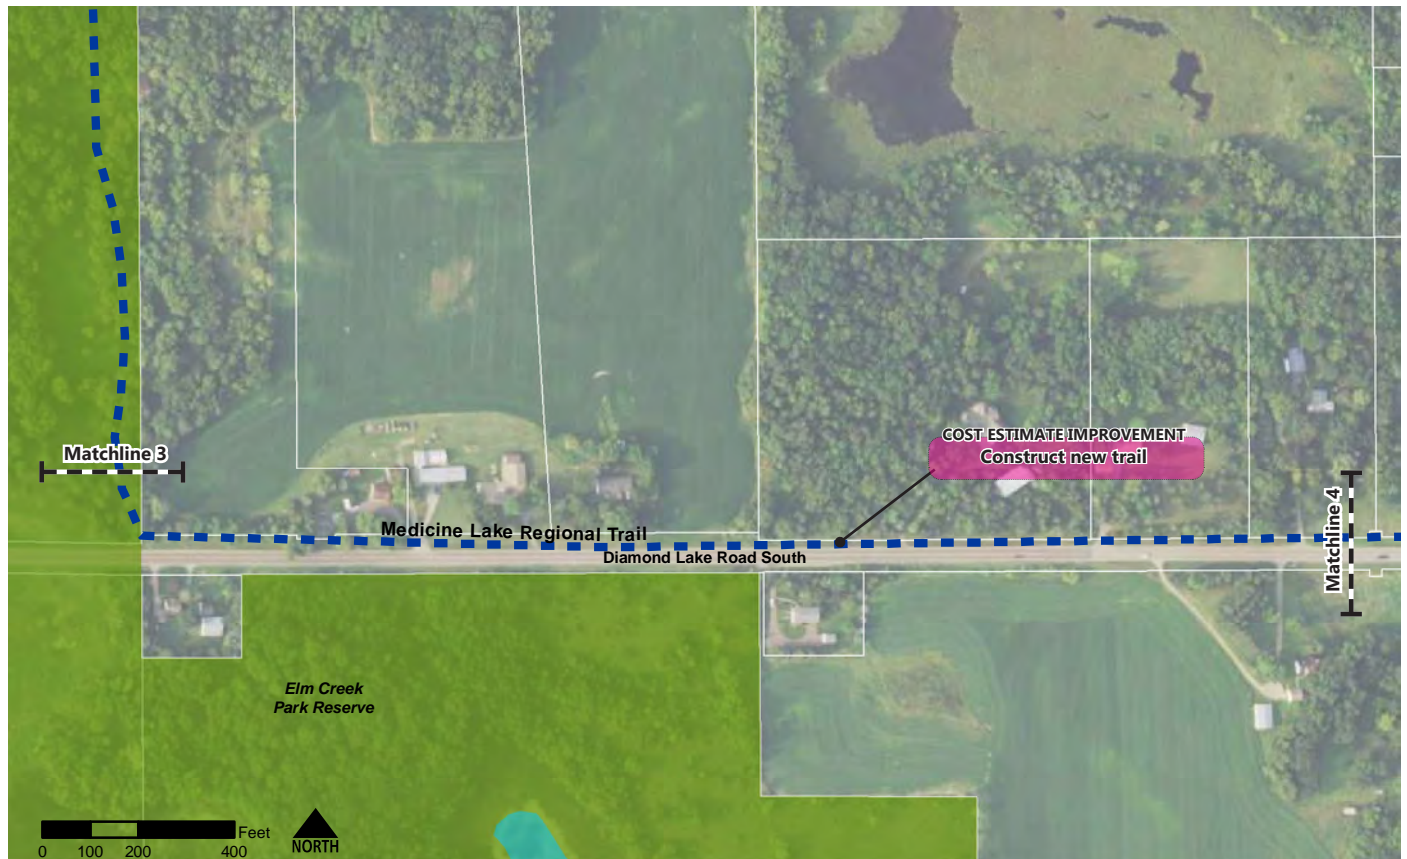 COST ESTIMATE IMPROVEMENT
Construct new trail
Matchline 3
Matchline 4
Medicine Lake Regional Trail
Diamond Lake Road South
Elm Creek
Park Reserve
Feet
0 100 200 400
NORTH